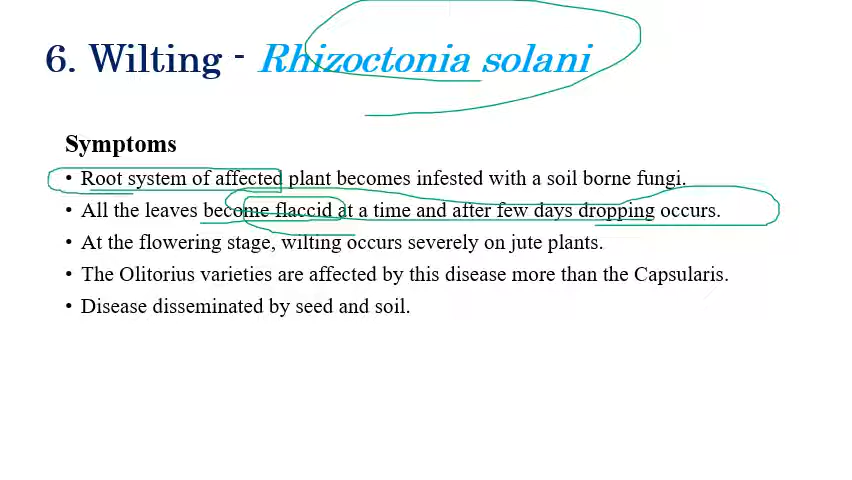 6. Wilting - Rhizoctonia solani
Symptoms
• Root system of affected plant becomes infested with a soil borne fungi.
• All the leaves become flaccid at a time and after few days dropping occurs.
• At the flowering stage, wilting occurs severely on jute plants.
• The Olitorius varieties are affected by this disease more than the Capsularis.
• Disease disseminated by seed and soil.